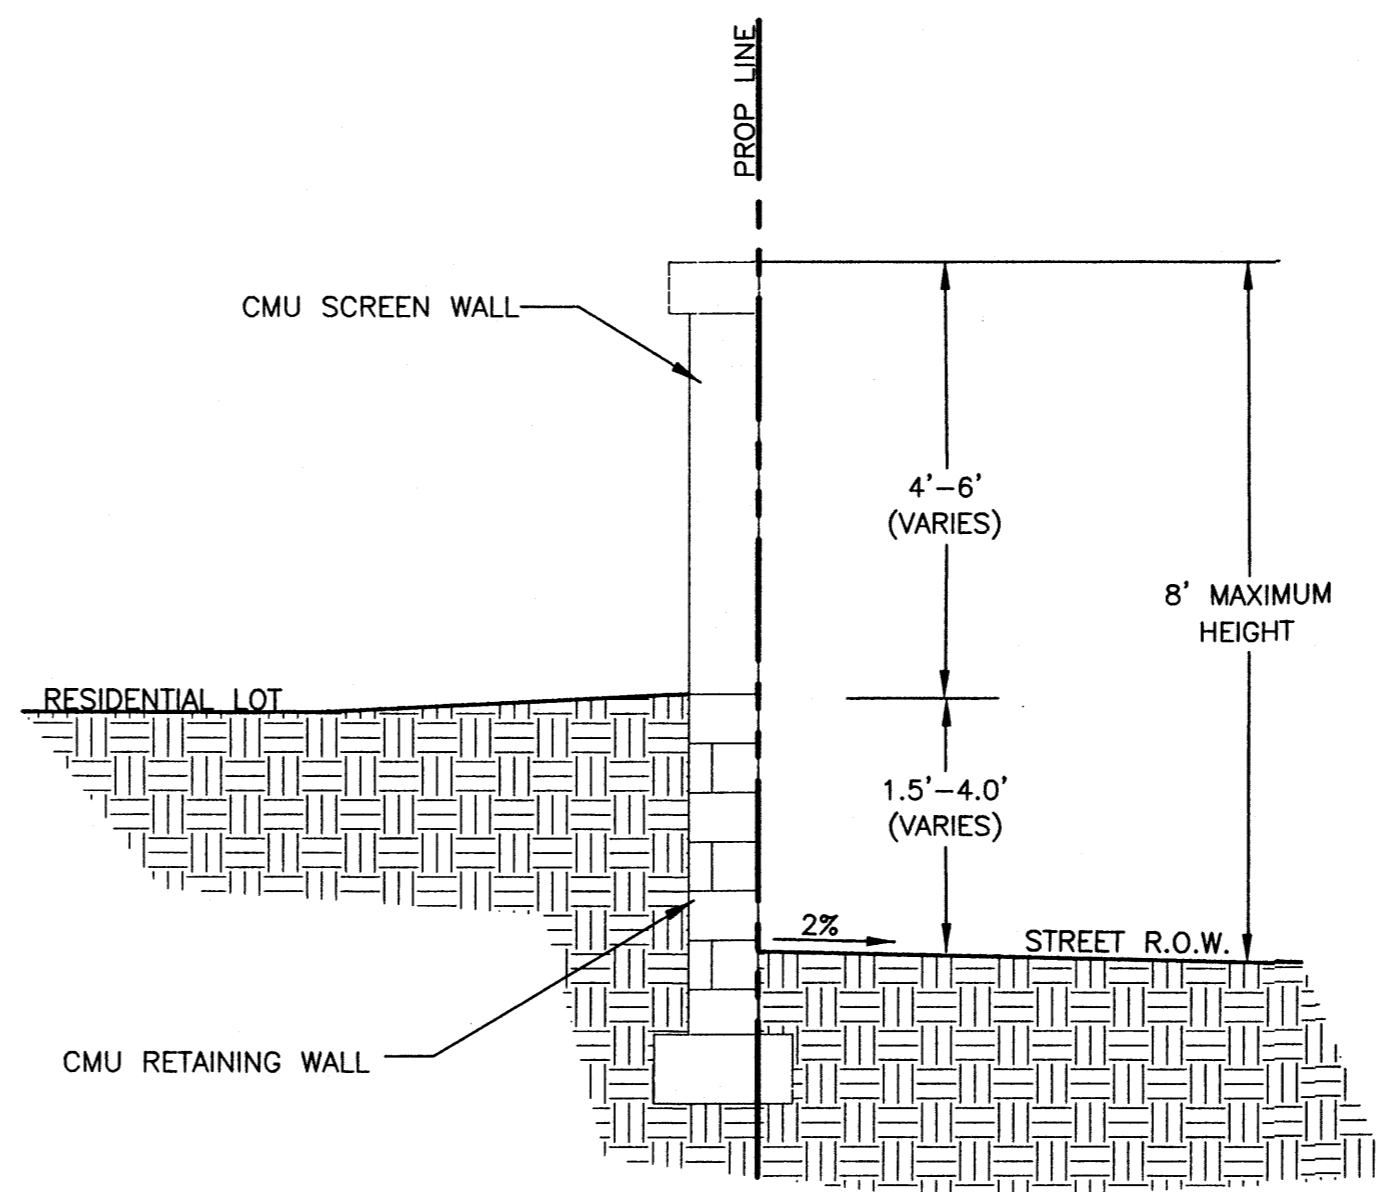 PROP LINE
CMU SCREEN WALL
4'-6'
(VARIES)
8' MAXIMUM
HEIGHT
RESIDENTIAL LOT
1.5'-4.0'
(VARIES)
2%
STREET R.O.W.
CMU RETAINING WALL